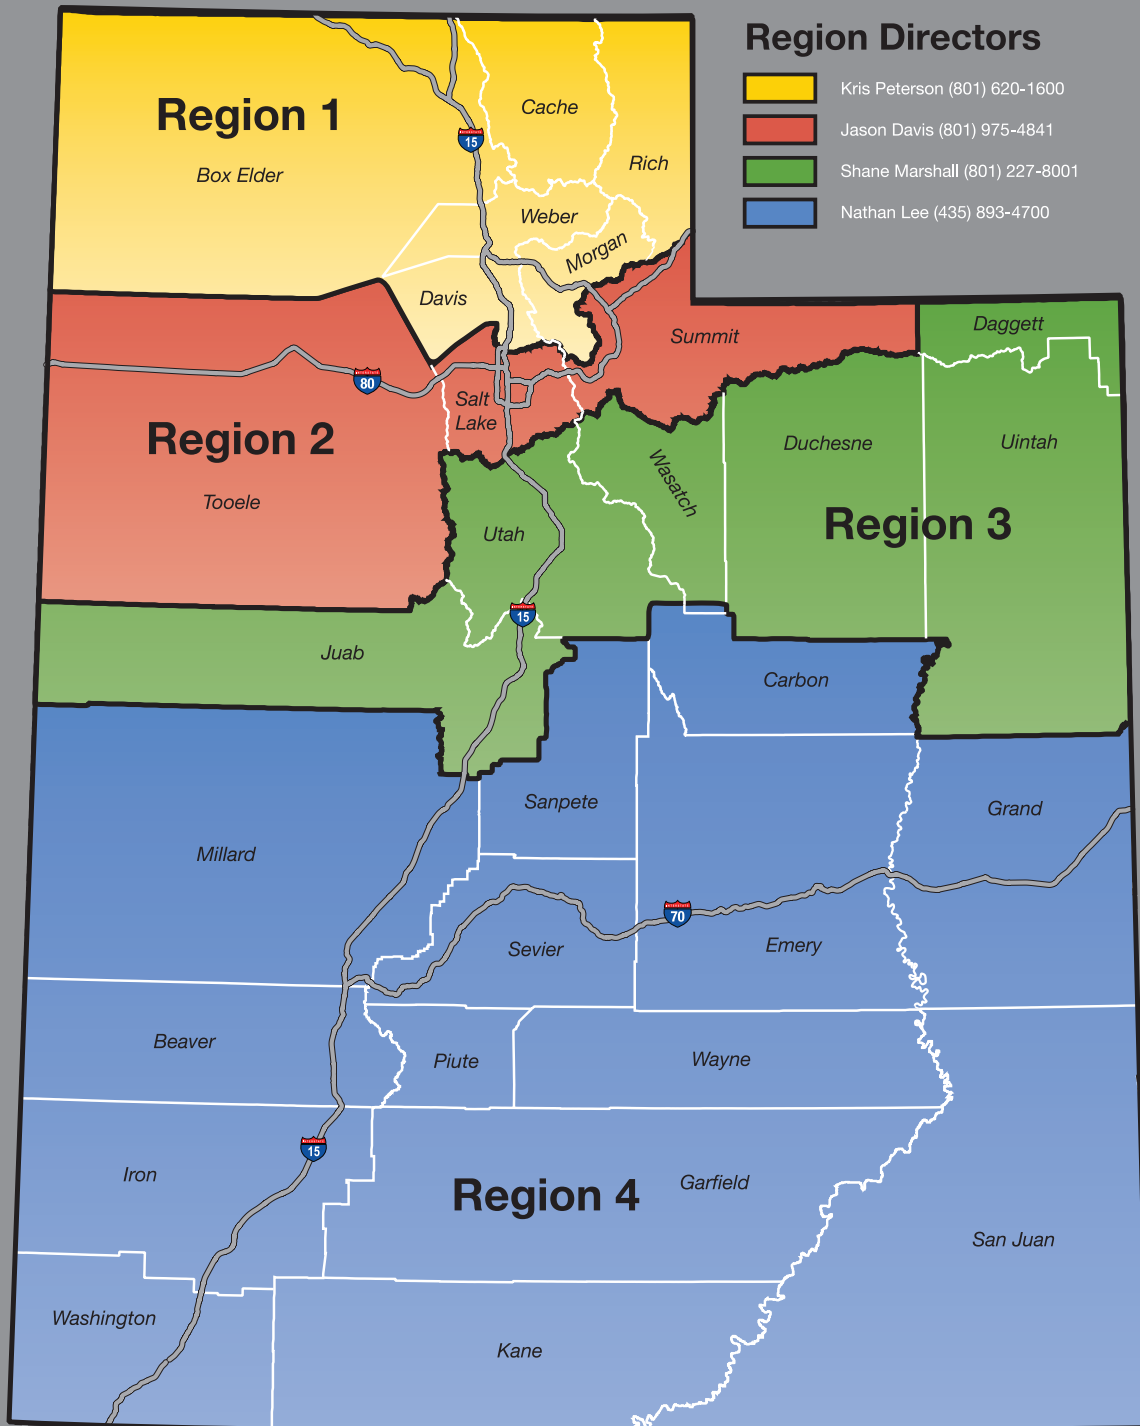 Region Directors
Kris Peterson (801) 620-1600
Jason Davis (801) 975-4841
Shane Marshall (801) 227-8001
Nathan Lee (435) 893-4700
Region 1
Box Elder
Cache
Rich
15
Weber
Morgan
Davis
Summit
Daggett
80
Salt
Lake
Region 2
Tooele
Duchesne
Uintah
Wasatch
Region 3
Utah
15
Juab
Carbon
Sanpete
Grand
Millard
70
Sevier
Emery
Beaver
Piute
Wayne
15
Iron
Region 4
Garfield
San Juan
Washington
Kane